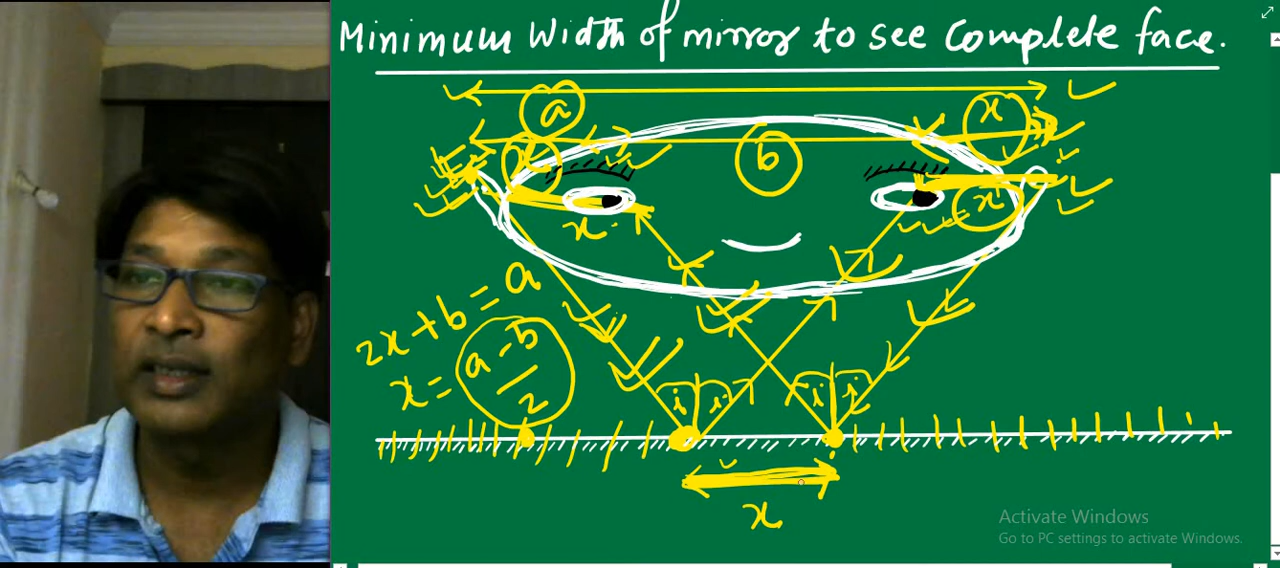 Minimum Width of mirror to see Complete face.
a
x
x
b
x
x
2x+b=a
x= a-b/2
i i i i
x
Activate Windows
Go to PC settings to activate Windows.